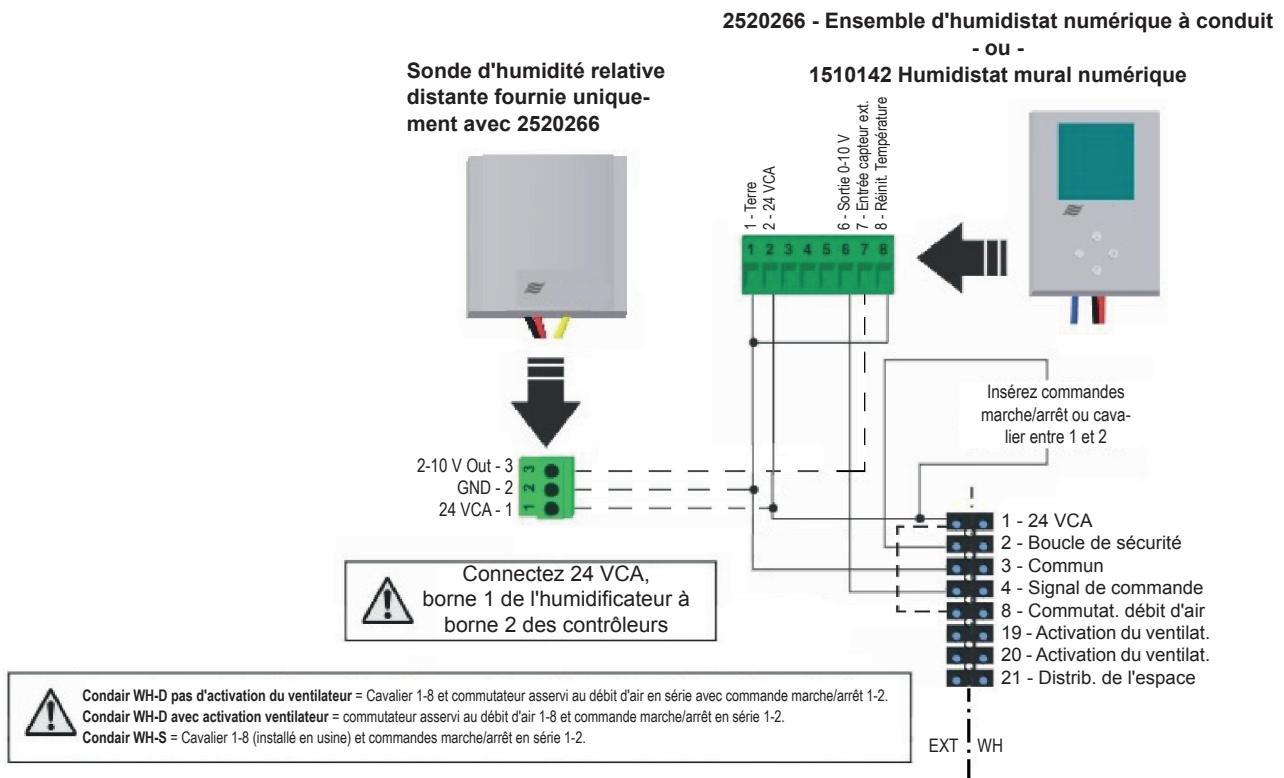 2520266 - Ensemble d'humidistat numérique à conduit
- ou -
1510142 Humidistat mural numérique
Sonde d'humidité relative
distante fournie unique-
ment avec 2520266
1 - Terre
2 - 24 VCA
6 - Sortie 0-10 V
7 - Entrée capteur ext.
8 - Réinit. Température
1 2 3 4 5 6 7 8
Insérez commandes
marche/arrêt ou cava-
lier entre 1 et 2
2-10 V Out - 3
GND - 2
24 VCA - 1
3
2
1
1 - 24 VCA
2 - Boucle de sécurité
3 - Commun
4 - Signal de commande
8 - Commutat. débit d'air
19 - Activation du ventilat.
20 - Activation du ventilat.
21 - Distrib. de l'espace
Connectez 24 VCA,
borne 1 de l'humidificateur à
borne 2 des contrôleurs
Condair WH-D pas d'activation du ventilateur = Cavalier 1-8 et commutateur asservi au débit d'air en série avec commande marche/arrêt 1-2.
Condair WH-D avec activation ventilateur = commutateur asservi au débit d'air 1-8 et commande marche/arrêt en série 1-2.
Condair WH-S = Cavalier 1-8 (installé en usine) et commandes marche/arrêt en série 1-2.
EXT WH